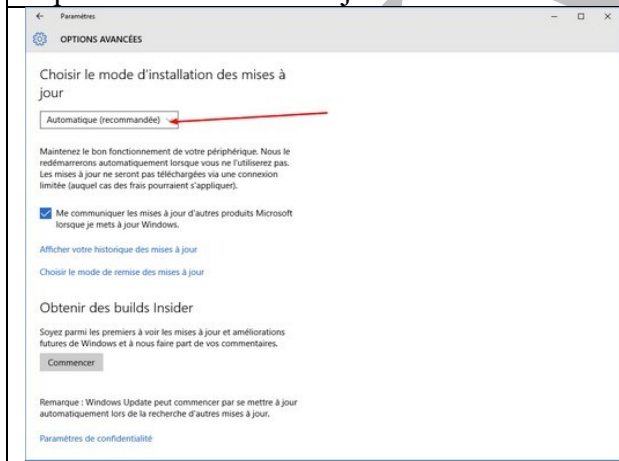 Paramètres
OPTIONS AVANCÉES
Choisir le mode d'installation des mises à
jour
Automatique (recommandée)
Maintenez le bon fonctionnement de votre périphérique. Nous le
redémarrerons automatiquement lorsque vous ne l'utiliserez pas.
Les mises à jour ne seront pas téléchargées via une connexion
limitée (auquel cas des frais pourraient s'appliquer).
Me communiquer les mises à jour d'autres produits Microsoft
lorsque je mets à jour Windows.
Afficher votre historique des mises à jour
Choisir le mode de remise des mises à jour
Obtenir des builds Insider
Soyez parmi les premiers à voir les mises à jour et améliorations
futures de Windows et à nous faire part de vos commentaires.
Commencer
Remarque : Windows Update peut commencer par se mettre à jour
automatiquement lors de la recherche d'autres mises à jour.
Paramètres de confidentialité